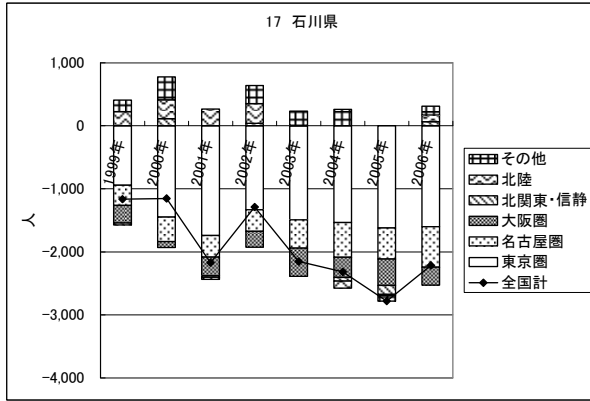 17 石川県
1,000
0
-1,000
-2,000
-3,000
-4,000
人
1999年
2000年
2001年
2002年
2003年
2004年
2005年
2006年
その他
北陸
北関東・信静
大阪圏
名古屋圏
東京圏
全国計